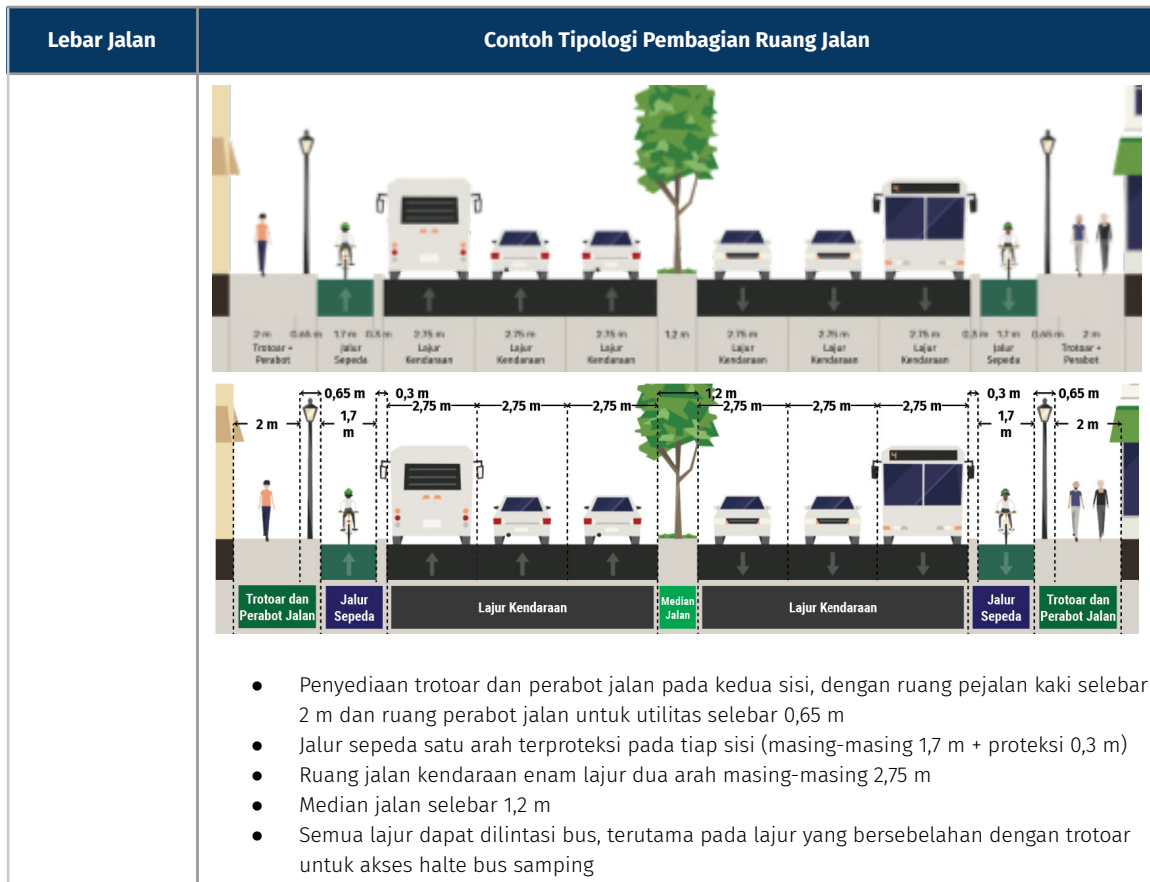 Lebar Jalan
Contoh Tipologi Pembagian Ruang Jalan
4
2 m 0,65 m 1.7 m 0,3 m 2.75 m 2.75 m 2.75 m 1.2 m 2.75 m 2.75 m 2.75 m 0,3 m 1.7 m 0,65 m 2 m
Trotoar + Jalur Lajur Lajur Lajur Lajur Lajur Lajur Jalur Trotoar +
Perabot Sepeda Kendaraan Kendaraan Kendaraan Kendaraan Kendaraan Kendaraan Sepeda Perabot
0,65 m 0,3 m 1,2 m 0,3 m 0,65 m
2,75 m 2,75 m 2,75 m 2,75 m 2,75 m 2,75 m
2 m 1,7 1,7 2 m
m m
4
Trotoar dan Jalur Lajur Kendaraan Median Lajur Kendaraan Jalur Trotoar dan
Perabot Jalan Sepeda Jalan Sepeda Perabot Jalan
● Penyediaan trotoar dan perabot jalan pada kedua sisi, dengan ruang pejalan kaki selebar
2 m dan ruang perabot jalan untuk utilitas selebar 0,65 m
● Jalur sepeda satu arah terproteksi pada tiap sisi (masing-masing 1,7 m + proteksi 0,3 m)
● Ruang jalan kendaraan enam lajur dua arah masing-masing 2,75 m
● Median jalan selebar 1,2 m
● Semua lajur dapat dilintasi bus, terutama pada lajur yang bersebelahan dengan trotoar
untuk akses halte bus samping